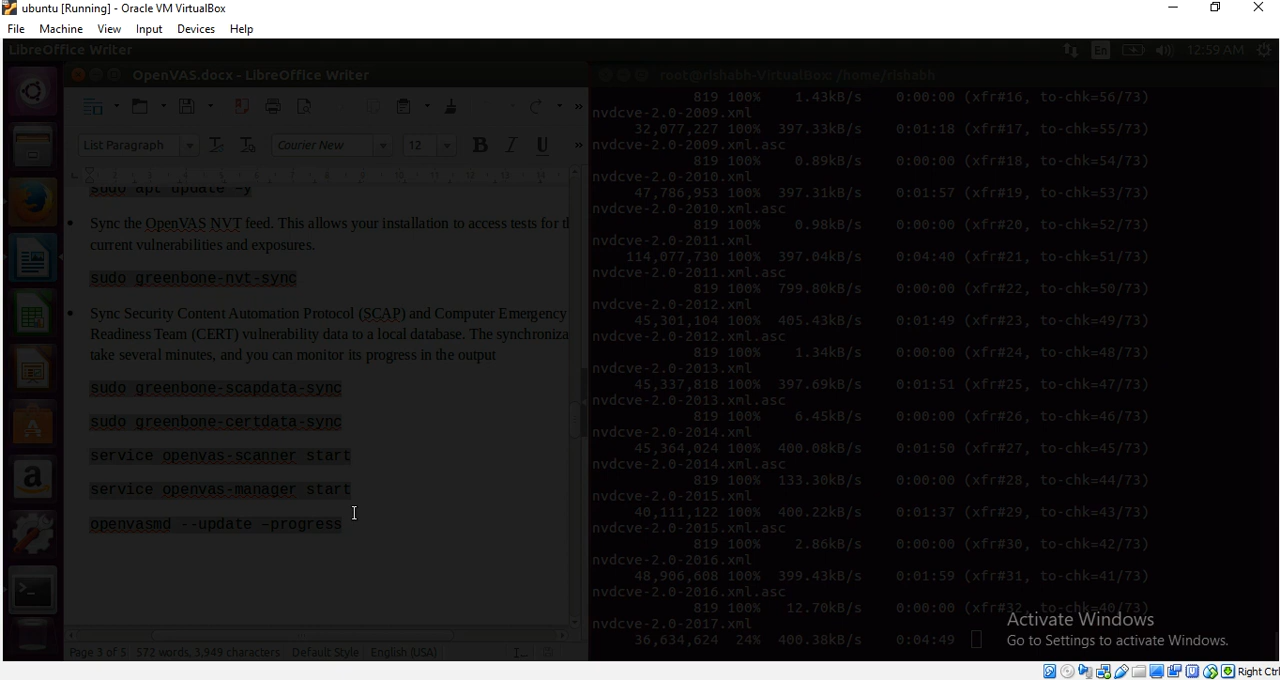 ubuntu [Running] - Oracle VM VirtualBox
File Machine View Input Devices Help
LibreOffice Writer
En 12:59 AM
OpenVAS.docx - LibreOffice Writer
List Paragraph Courier New 12 B I U »
sudo apt update -y
Sync the OpenVAS NVT feed. This allows your installation to access tests for th
current vulnerabilities and exposures.
sudo greenbone-nvt-sync
Sync Security Content Automation Protocol (SCAP) and Computer Emergency
Readiness Team (CERT) vulnerability data to a local database. The synchroniza
take several minutes, and you can monitor its progress in the output
sudo greenbone-scapdata-sync
sudo greenbone-certdata-sync
service openvas-scanner start
service openvas-manager start
openvasmd --update –progress
Page 3 of 5 572 words, 3,949 characters Default Style English (USA)
root@rishabh-VirtualBox: /home/rishabh
819 100% 1.43kB/s 0:00:00 (xfr#16, to-chk=56/73)
nvdcve-2.0-2009.xml
32,077,227 100% 397.33kB/s 0:01:18 (xfr#17, to-chk=55/73)
nvdcve-2.0-2009.xml.asc
819 100% 0.89kB/s 0:00:00 (xfr#18, to-chk=54/73)
nvdcve-2.0-2010.xml
47,786,953 100% 397.31kB/s 0:01:57 (xfr#19, to-chk=53/73)
nvdcve-2.0-2010.xml.asc
819 100% 0.98kB/s 0:00:00 (xfr#20, to-chk=52/73)
nvdcve-2.0-2011.xml
114,077,730 100% 397.04kB/s 0:04:40 (xfr#21, to-chk=51/73)
nvdcve-2.0-2011.xml.asc
819 100% 799.80kB/s 0:00:00 (xfr#22, to-chk=50/73)
nvdcve-2.0-2012.xml
45,301,104 100% 405.43kB/s 0:01:49 (xfr#23, to-chk=49/73)
nvdcve-2.0-2012.xml.asc
819 100% 1.34kB/s 0:00:00 (xfr#24, to-chk=48/73)
nvdcve-2.0-2013.xml
45,337,818 100% 397.69kB/s 0:01:51 (xfr#25, to-chk=47/73)
nvdcve-2.0-2013.xml.asc
819 100% 6.45kB/s 0:00:00 (xfr#26, to-chk=46/73)
nvdcve-2.0-2014.xml
45,364,024 100% 400.08kB/s 0:01:50 (xfr#27, to-chk=45/73)
nvdcve-2.0-2014.xml.asc
819 100% 133.30kB/s 0:00:00 (xfr#28, to-chk=44/73)
nvdcve-2.0-2015.xml
40,111,122 100% 400.22kB/s 0:01:37 (xfr#29, to-chk=43/73)
nvdcve-2.0-2015.xml.asc
819 100% 2.86kB/s 0:00:00 (xfr#30, to-chk=42/73)
nvdcve-2.0-2016.xml
48,906,608 100% 399.43kB/s 0:01:59 (xfr#31, to-chk=41/73)
nvdcve-2.0-2016.xml.asc
819 100% 12.70kB/s 0:00:00 (xfr#32, to-chk=40/73)
nvdcve-2.0-2017.xml
36,634,624 24% 400.38kB/s 0:04:49
Activate Windows
Go to Settings to activate Windows.
Right Ctrl